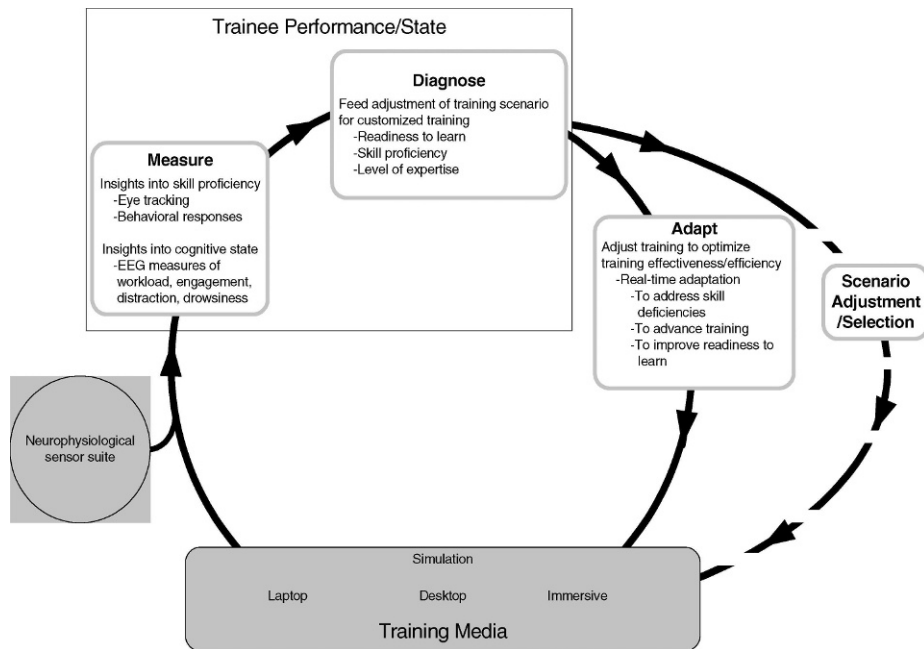 Trainee Performance/State
Diagnose
Feed adjustment of training scenario
for customized training
-Readiness to learn
-Skill proficiency
-Level of expertise
Measure
Insights into skill proficiency
-Eye tracking
-Behavioral responses
Insights into cognitive state
-EEG measures of
workload, engagement,
distraction, drowsiness
Adapt
Adjust training to optimize
training effectiveness/efficiency
-Real-time adaptation
-To address skill
deficiencies
-To advance training
-To improve readiness to
learn
Scenario
Adjustment
/Selection
Neurophysiological
sensor suite
Simulation
Laptop Desktop Immersive
Training Media